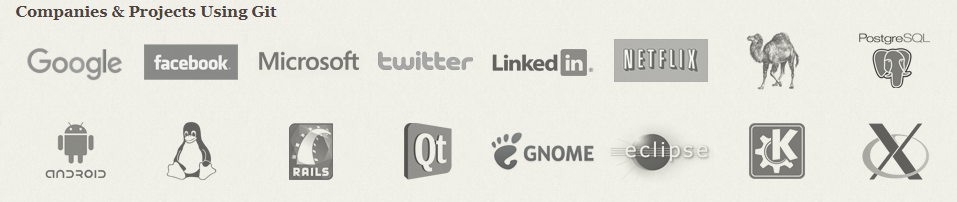 Companies & Projects Using Git
Google facebook. Microsoft twitter Linked in. NETFLIX PostgreSQL
ANDROID RAILS Qt GNOME eclipse K X